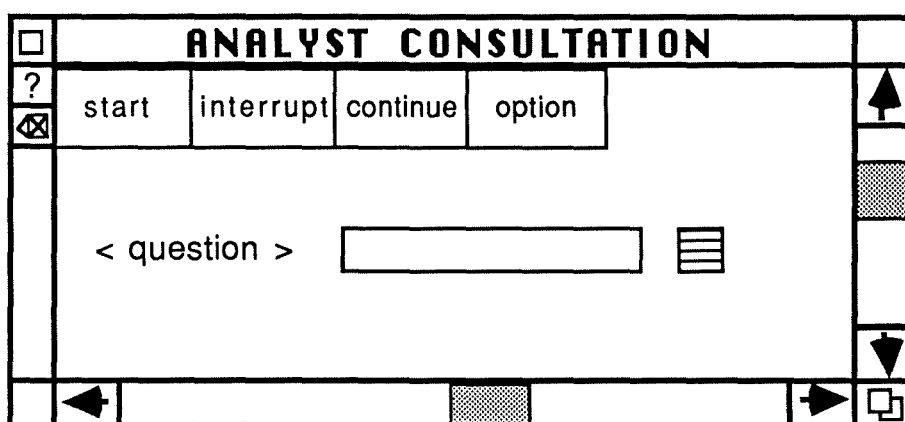 ANALYST CONSULTATION
?
start interrupt continue option
< question >